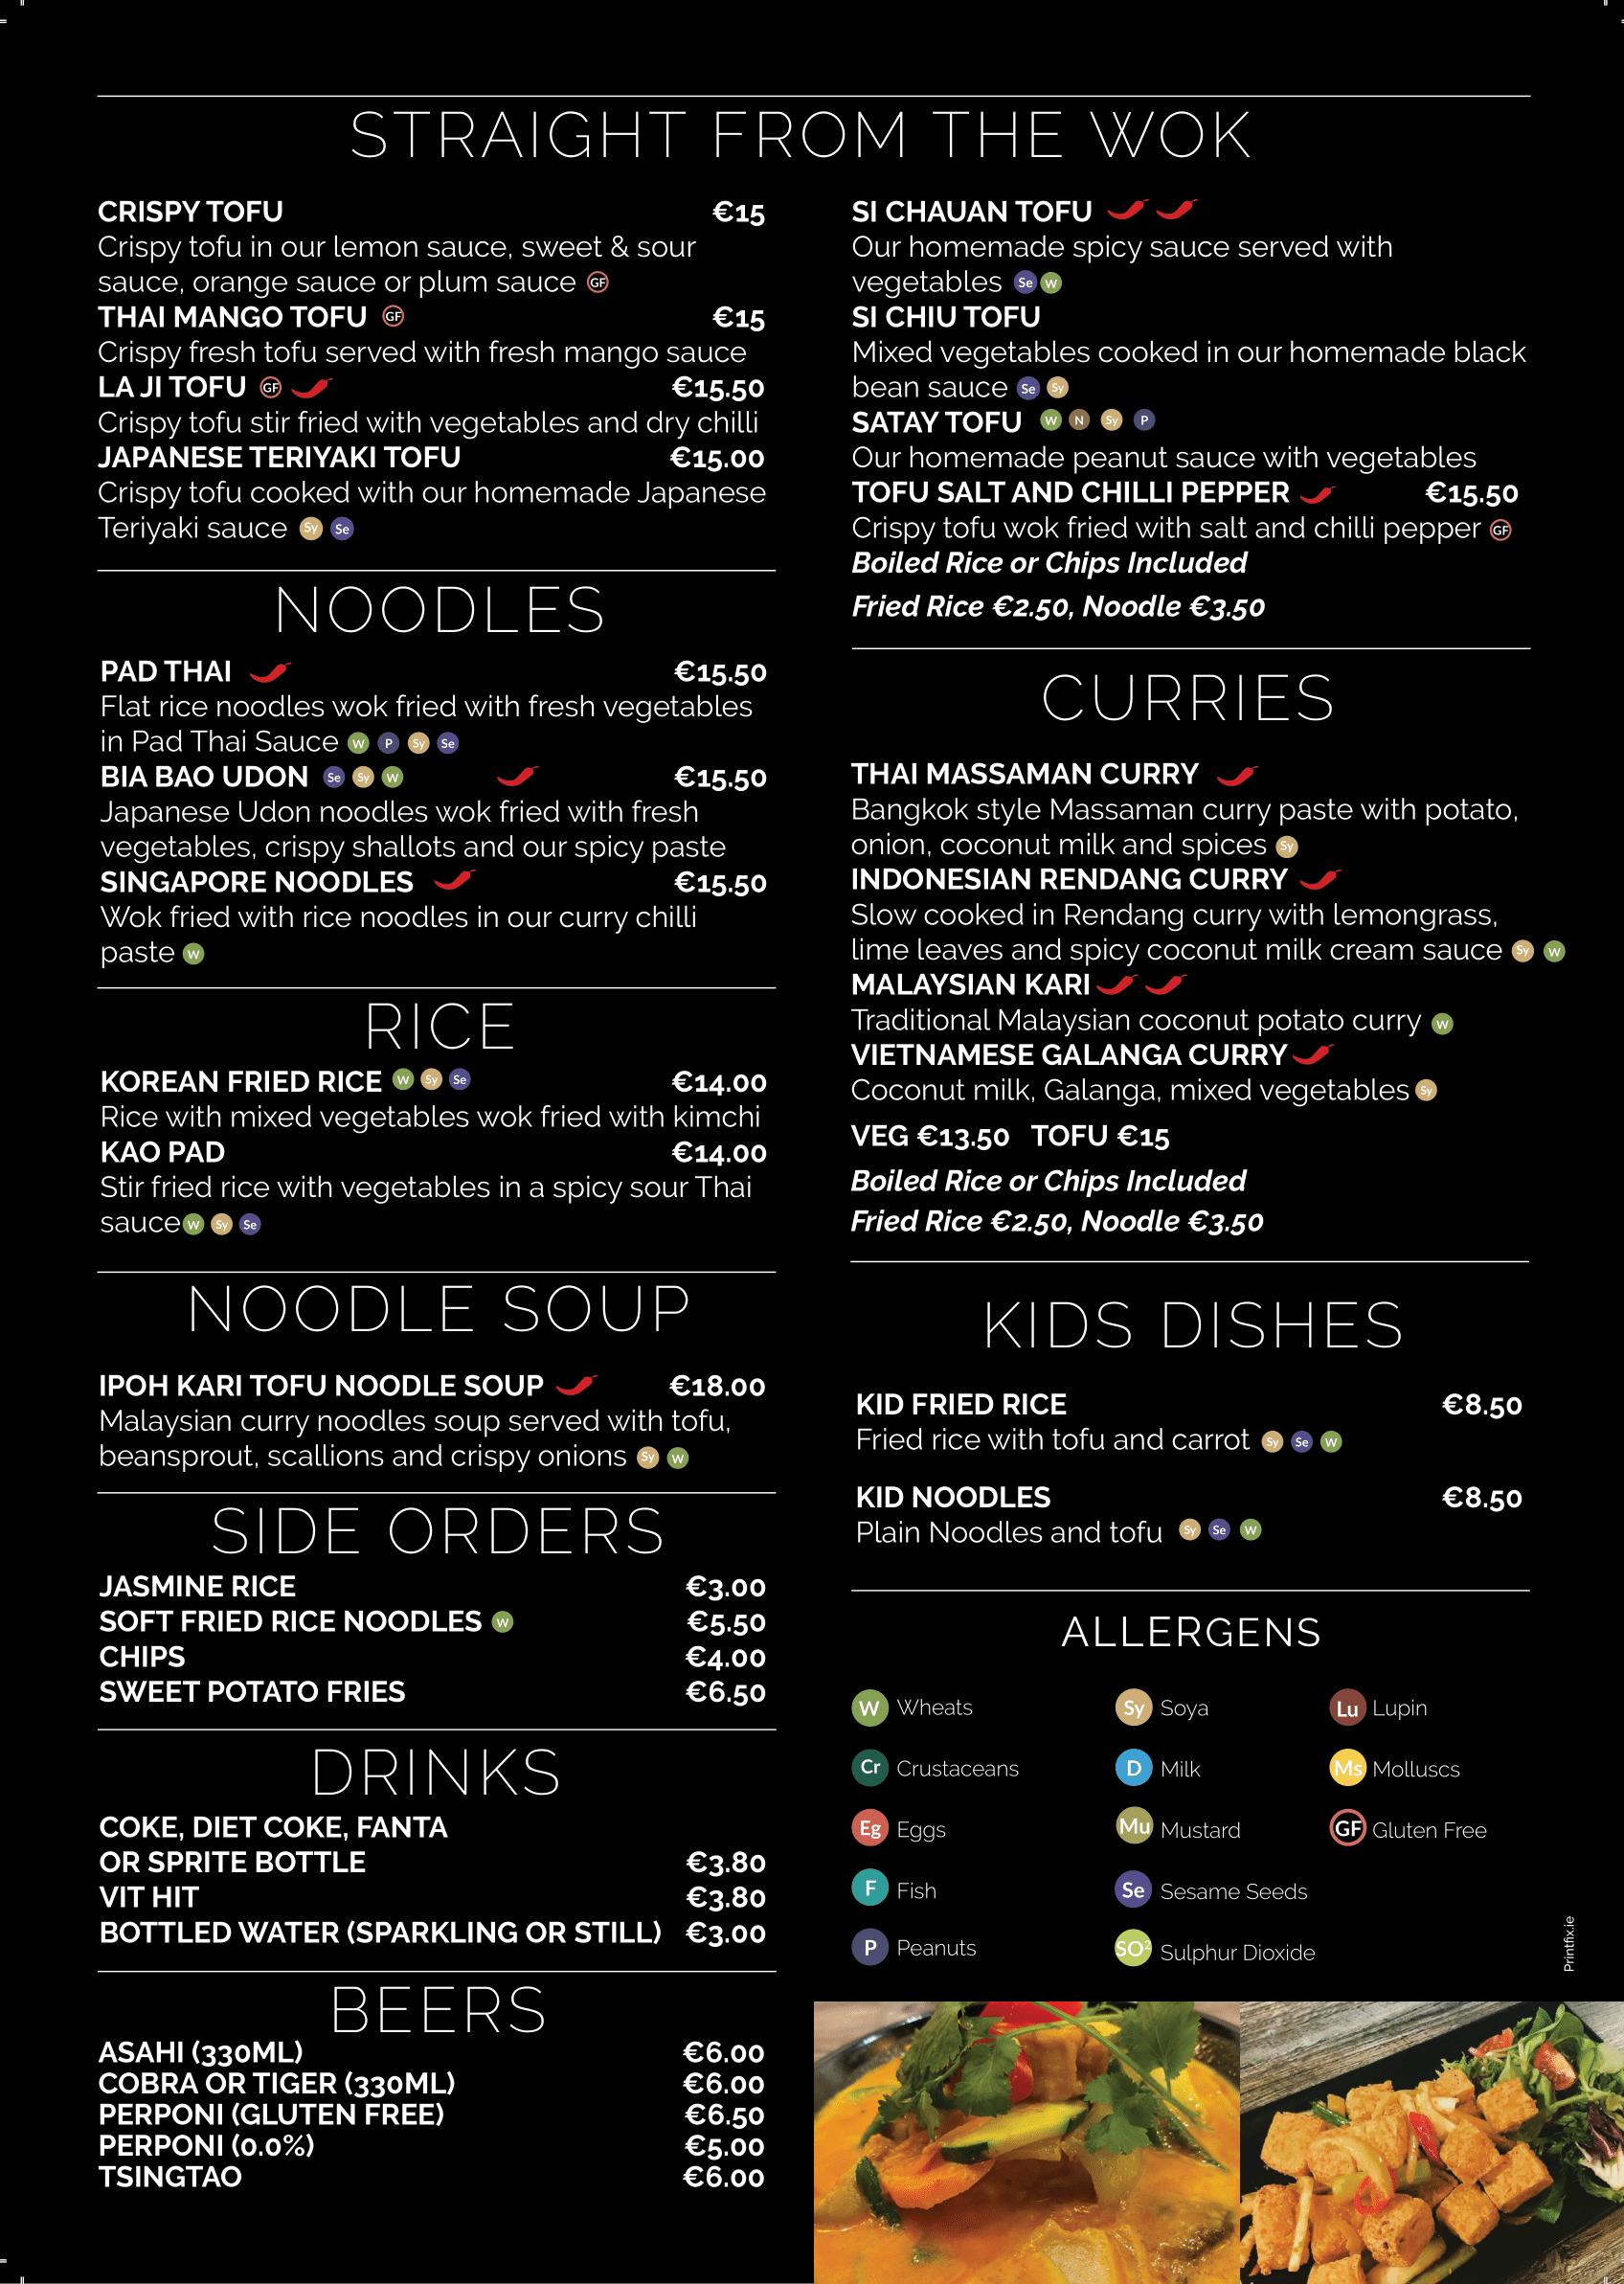 STRAIGHT FROM THE WOK
CRISPY TOFU €15
Crispy tofu in our lemon sauce, sweet & sour
sauce, orange sauce or plum sauce GF
THAI MANGO TOFU GF €15
Crispy fresh tofu served with fresh mango sauce
LA JI TOFU GF €15.50
Crispy tofu stir fried with vegetables and dry chilli
JAPANESE TERIYAKI TOFU €15.00
Crispy tofu cooked with our homemade Japanese
Teriyaki sauce Sy Se
NOODLES
PAD THAI €15.50
Flat rice noodles wok fried with fresh vegetables
in Pad Thai Sauce W P Sy Se
BIA BAO UDON Se Sy W €15.50
Japanese Udon noodles wok fried with fresh
vegetables, crispy shallots and our spicy paste
SINGAPORE NOODLES €15.50
Wok fried with rice noodles in our curry chilli
paste W
RICE
KOREAN FRIED RICE W Sy Se €14.00
Rice with mixed vegetables wok fried with kimchi
KAO PAD €14.00
Stir fried rice with vegetables in a spicy sour Thai
sauce W Sy Se
NOODLE SOUP
IPOH KARI TOFU NOODLE SOUP €18.00
Malaysian curry noodles soup served with tofu,
beansprout, scallions and crispy onions Sy W
SIDE ORDERS
JASMINE RICE €3.00
SOFT FRIED RICE NOODLES W €5.50
CHIPS €4.00
SWEET POTATO FRIES €6.50
DRINKS
COKE, DIET COKE, FANTA
OR SPRITE BOTTLE €3.80
VIT HIT €3.80
BOTTLED WATER (SPARKLING OR STILL) €3.00
BEERS
ASAHI (330ML) €6.00
COBRA OR TIGER (330ML) €6.00
PERPONI (GLUTEN FREE) €6.50
PERPONI (0.0%) €5.00
TSINGTAO €6.00
SI CHAUAN TOFU
Our homemade spicy sauce served with
vegetables Se W
SI CHIU TOFU
Mixed vegetables cooked in our homemade black
bean sauce Se Sy
SATAY TOFU W N Sy P
Our homemade peanut sauce with vegetables
TOFU SALT AND CHILLI PEPPER €15.50
Crispy tofu wok fried with salt and chilli pepper GF
Boiled Rice or Chips Included
Fried Rice €2.50, Noodle €3.50
CURRIES
THAI MASSAMAN CURRY
Bangkok style Massaman curry paste with potato,
onion, coconut milk and spices Sy
INDONESIAN RENDANG CURRY
Slow cooked in Rendang curry with lemongrass,
lime leaves and spicy coconut milk cream sauce Sy W
MALAYSIAN KARI
Traditional Malaysian coconut potato curry W
VIETNAMESE GALANGA CURRY
Coconut milk, Galanga, mixed vegetables Sy
VEG €13.50 TOFU €15
Boiled Rice or Chips Included
Fried Rice €2.50, Noodle €3.50
KIDS DISHES
KID FRIED RICE €8.50
Fried rice with tofu and carrot Sy Se W
KID NOODLES €8.50
Plain Noodles and tofu Sy Se W
ALLERGENS
W Wheats Sy Soya Lu Lupin
Cr Crustaceans D Milk Ms Molluscs
Eg Eggs Mu Mustard GF Gluten Free
F Fish Se Sesame Seeds
P Peanuts SO² Sulphur Dioxide
Printfix.ie